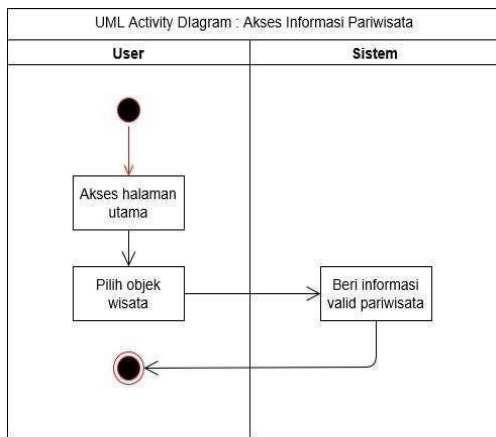 UML Activity DIagram : Akses Informasi Pariwisata
User
Sistem
Akses halaman
utama
Pilih objek
wisata
Beri informasi
valid pariwisata